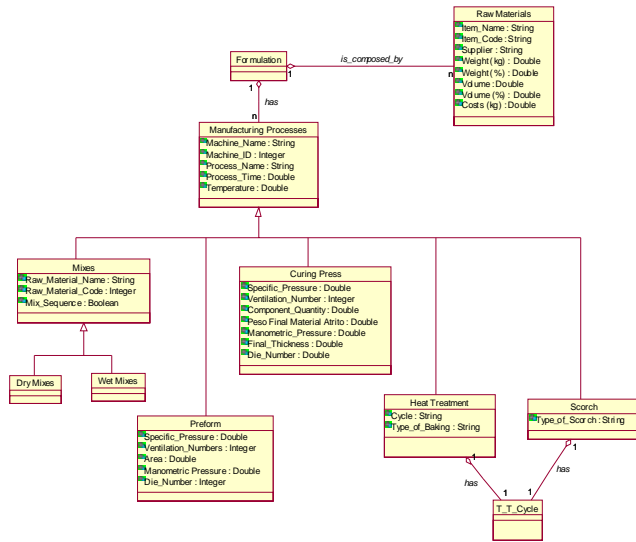 Raw Materials
Item_Name : String
Item_Code : String
Supplier : String
Weight (kg) : Double
Weight (%) : Double
Volume : Double
Volume (%) : Double
Costs (kg) : Double
Formulation
1
is_composed_by
n
1
has
n
Manufacturing Processes
Machine_Name : String
Machine_ID : Integer
Process_Name : String
Process_Time : Double
Temperature : Double
Mixes
Raw_Material_Name : String
Raw_Material_Code : Integer
Mix_Sequence : Boolean
Curing Press
Specific_Pressure : Double
Ventilation_Number : Integer
Component_Quantity : Double
Peso Final Material Atrito : Double
Manometric_Pressure : Double
Final_Thickness : Double
Die_Number : Double
Dry Mixes
Wet Mixes
Preform
Specific_Pressure : Double
Ventilation_Numbers : Integer
Area : Double
Manometric Pressure : Double
Die_Number : Integer
Heat Treatment
Cycle : String
Type_of_Baking : String
Scorch
Type_of_Scorch : String
1
has
1
1
has
1
T_T_Cycle